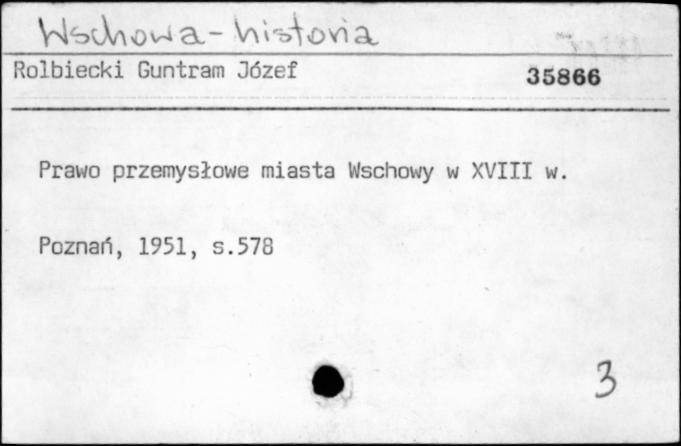 Wschowa - historia
Rolbiecki Guntram Józef 35866
Prawo przemysłowe miasta Wschowy w XVIII w.
Poznań, 1951, s.578
3